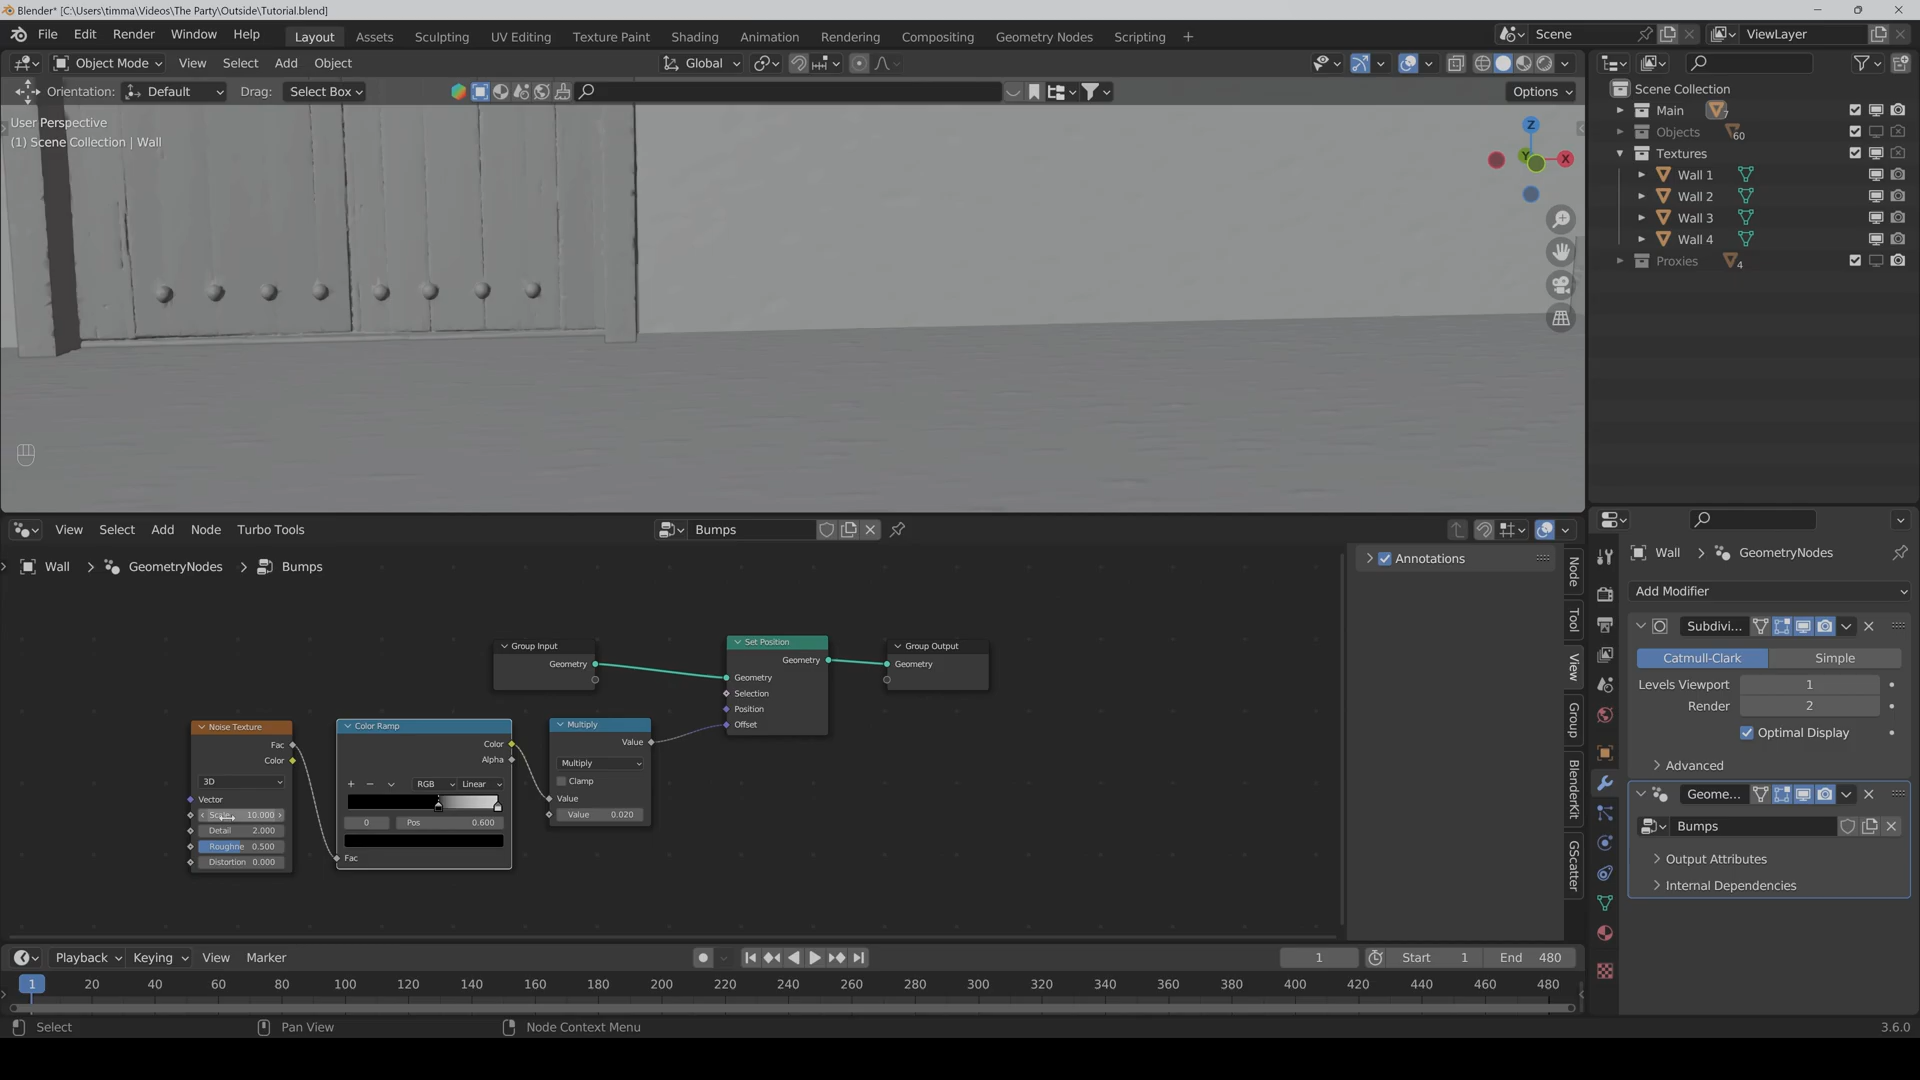 Blender* [C:\Users\timma\Videos\The Party\Outside\Tutorial.blend]
File Edit Render Window Help Layout Assets Sculpting UV Editing Texture Paint Shading Animation Rendering Compositing Geometry Nodes Scripting + Scene ViewLayer
Object Mode View Select Add Object Global
Orientation: Default Drag: Select Box Options
User Perspective
(1) Scene Collection | Wall
Z
Y
X
Scene Collection
Main 7
Objects 60
Textures
Wall 1
Wall 2
Wall 3
Wall 4
Proxies 4
View Select Add Node Turbo Tools Bumps
Wall > GeometryNodes > Bumps
Annotations
Node
Tool
View
Group
BlenderKit
GScatter
Group Input
Geometry
Set Position
Geometry
Geometry
Selection
Position
Offset
Group Output
Geometry
Noise Texture
Fac
Color
3D
Vector
Scale 10.000
Detail 2.000
Roughne 0.500
Distortion 0.000
Color Ramp
Color
Alpha
RGB Linear
0 Pos 0.600
Fac
Multiply
Value
Multiply
Clamp
Value
Value 0.020
Wall > GeometryNodes
Add Modifier
Subdivi...
Catmull-Clark Simple
Levels Viewport 1
Render 2
Optimal Display
Advanced
Geome...
Bumps
Output Attributes
Internal Dependencies
Playback Keying View Marker 1 Start 1 End 480
1 20 40 60 80 100 120 140 160 180 200 220 240 260 280 300 320 340 360 380 400 420 440 460 480
Select Pan View Node Context Menu 3.6.0